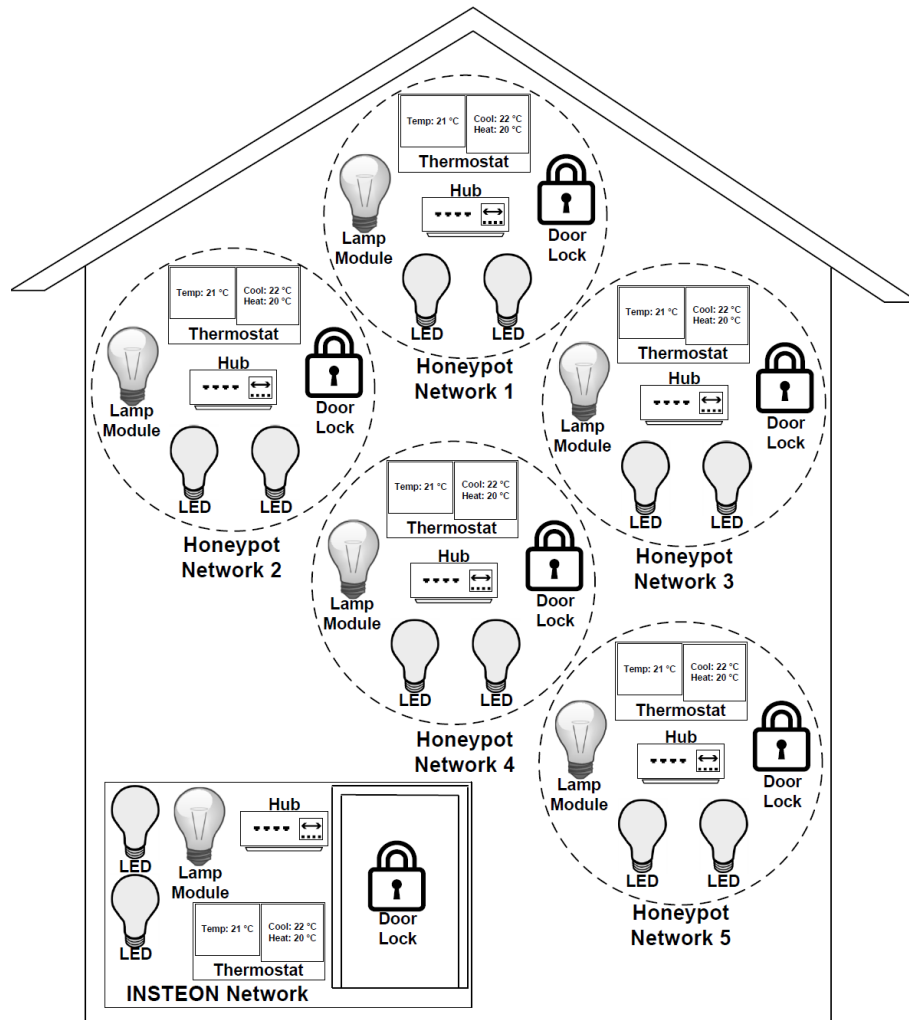 Temp: 21 °C
Cool: 22 °C
Heat: 20 °C
Thermostat
Hub
Lamp
Module
Door
Lock
LED
LED
Honeypot
Network 1
Temp: 21 °C
Cool: 22 °C
Heat: 20 °C
Thermostat
Hub
Lamp
Module
Door
Lock
LED
LED
Honeypot
Network 2
Temp: 21 °C
Cool: 22 °C
Heat: 20 °C
Thermostat
Hub
Lamp
Module
Door
Lock
LED
LED
Honeypot
Network 3
Temp: 21 °C
Cool: 22 °C
Heat: 20 °C
Thermostat
Hub
Lamp
Module
Door
Lock
LED
LED
Honeypot
Network 4
Temp: 21 °C
Cool: 22 °C
Heat: 20 °C
Thermostat
Hub
Lamp
Module
Door
Lock
LED
LED
Honeypot
Network 5
Hub
LED
Lamp
Module
Door
Lock
Temp: 21 °C
Cool: 22 °C
Heat: 20 °C
LED
Thermostat
INSTEON Network